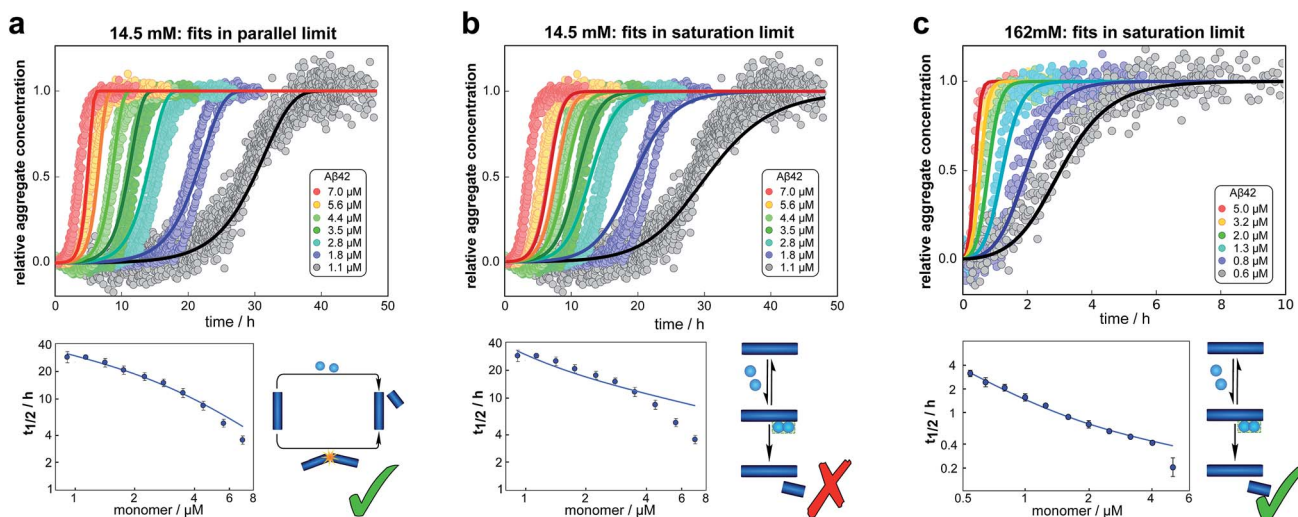 a
14.5 mM: fits in parallel limit
relative aggregate concentration
1.0
0.5
0.0
Aβ42
7.0 µM
5.6 µM
4.4 µM
3.5 µM
2.8 µM
1.8 µM
1.1 µM
0 10 20 30 40 50
time / h
t1/2 / h
40
20
10
4
2
1
1 2 4 6 8
monomer / µM
b
14.5 mM: fits in saturation limit
relative aggregate concentration
1.0
0.5
0.0
Aβ42
7.0 µM
5.6 µM
4.4 µM
3.5 µM
2.8 µM
1.8 µM
1.1 µM
0 10 20 30 40
time / h
t1/2 / h
40
20
10
4
2
1
1 2 4 6 8
monomer / µM
c
162mM: fits in saturation limit
relative aggregate concentration
1.0
0.5
0.0
Aβ42
5.0 µM
3.2 µM
2.0 µM
1.3 µM
0.8 µM
0.6 µM
0 2 4 6 8 10
time / h
t1/2 / h
4
2
1
0.4
0.2
0.5 1 2 4 6
monomer / µM